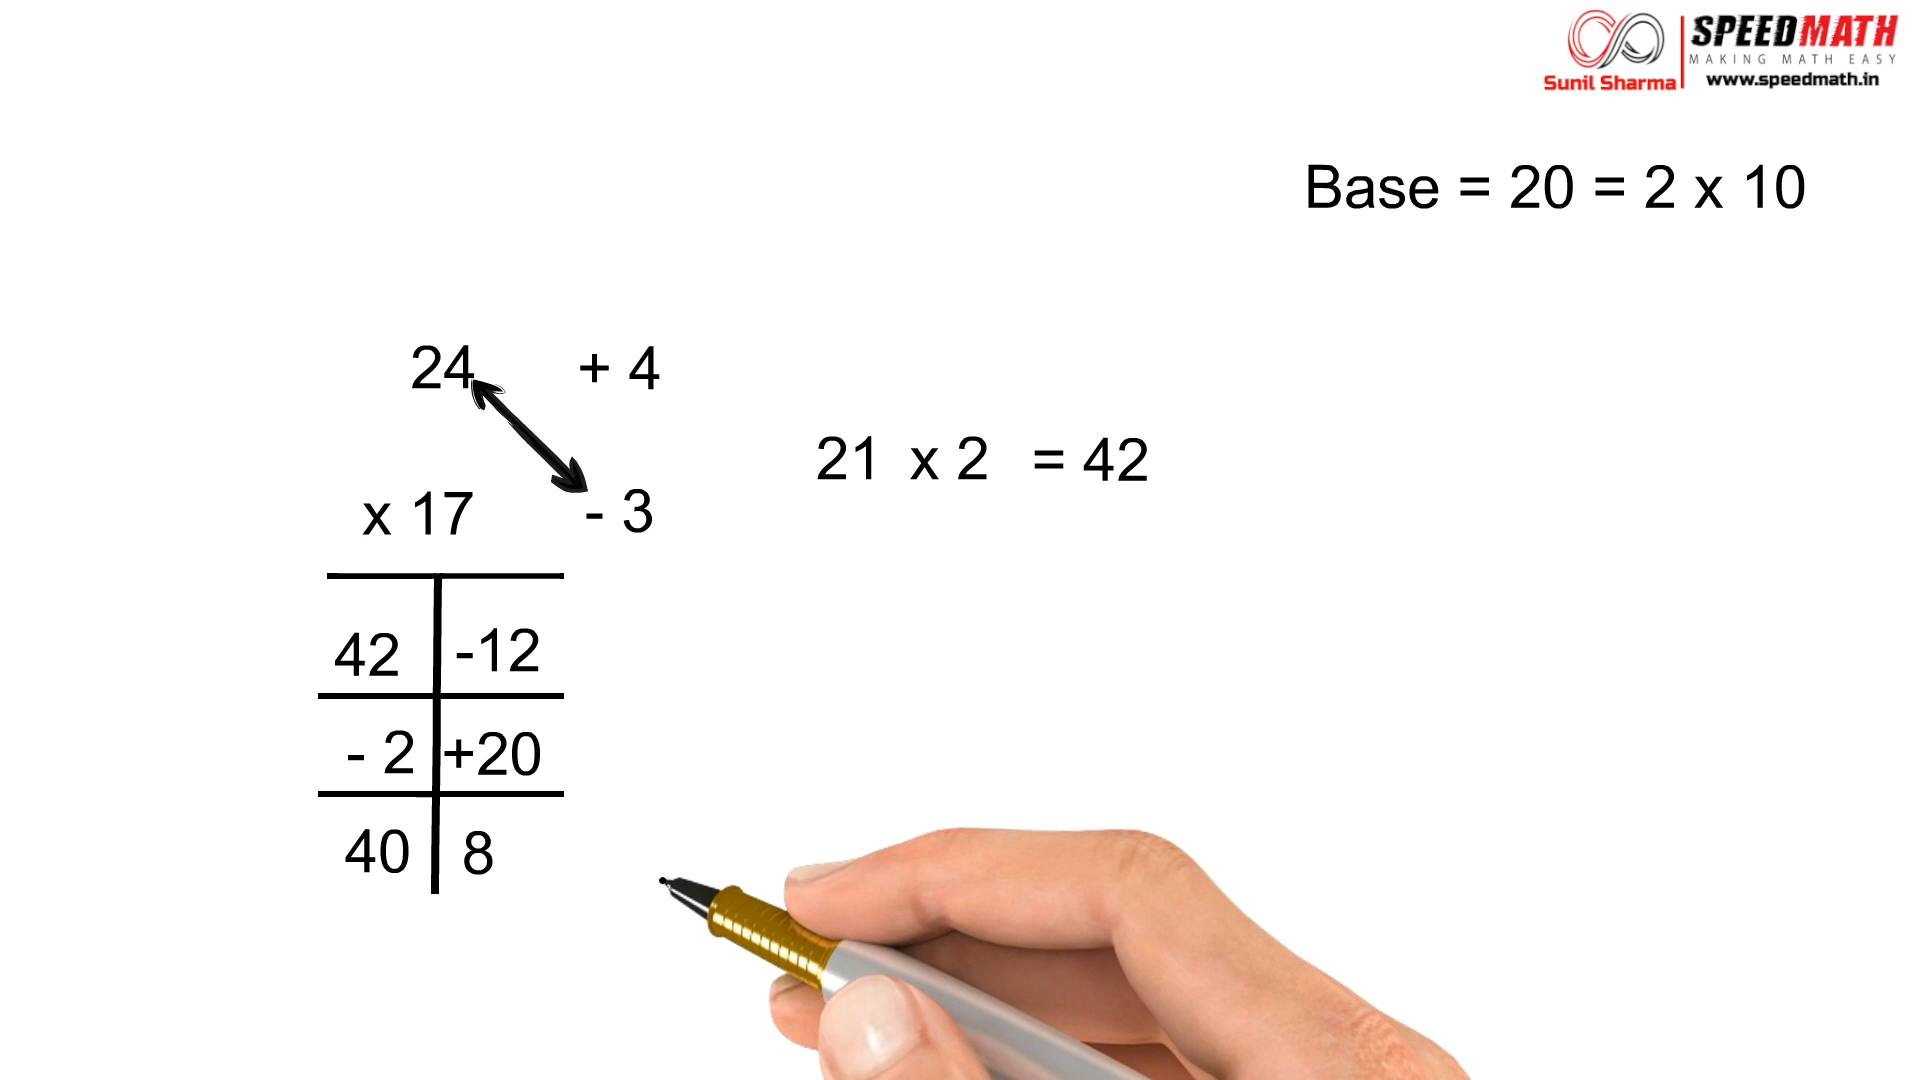 SPEEDMATH
MAKING MATH EASY
Sunil Sharma
www.speedmath.in
Base = 20 = 2 x 10
24 + 4
21 x 2 = 42
x 17 - 3
42 -12
- 2 +20
40 8